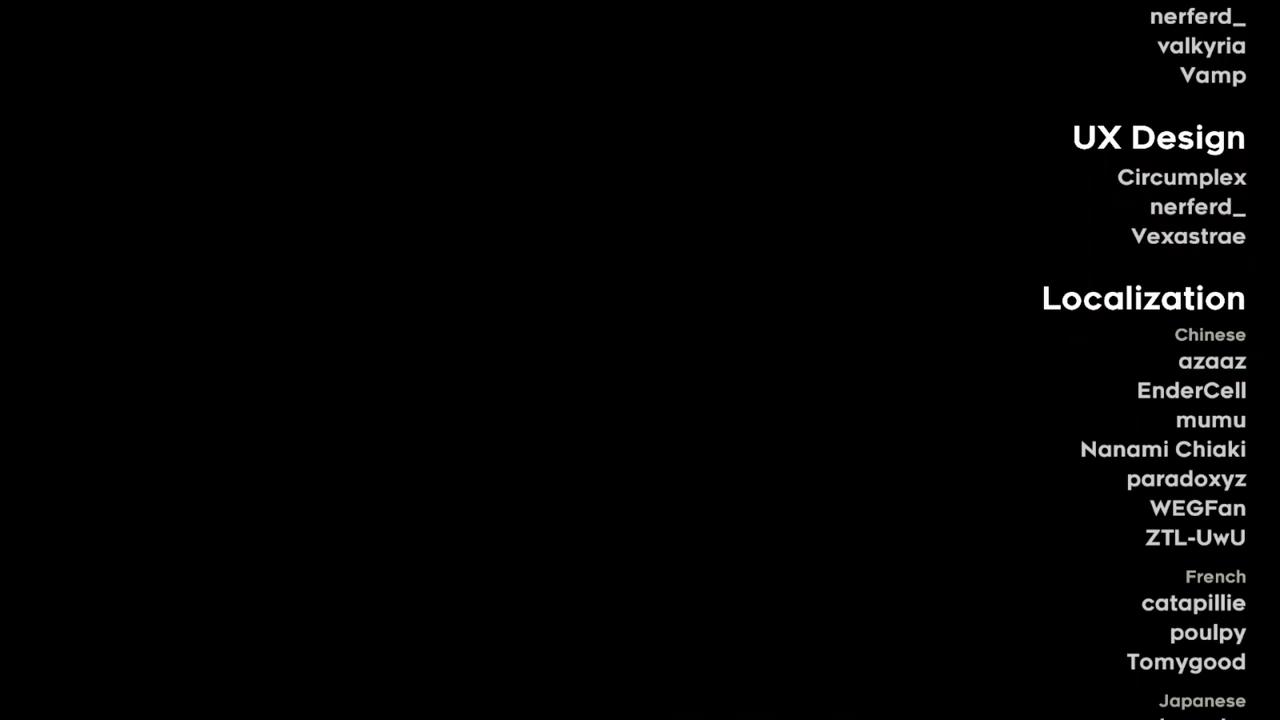 nerferd_
valkyria
Vamp
UX Design
Circumplex
nerferd_
Vexastrae
Localization
Chinese
azaaz
EnderCell
mumu
Nanami Chiaki
paradoxyz
WEGFan
ZTL-UwU
French
catapillie
poulpy
Tomygood
Japanese